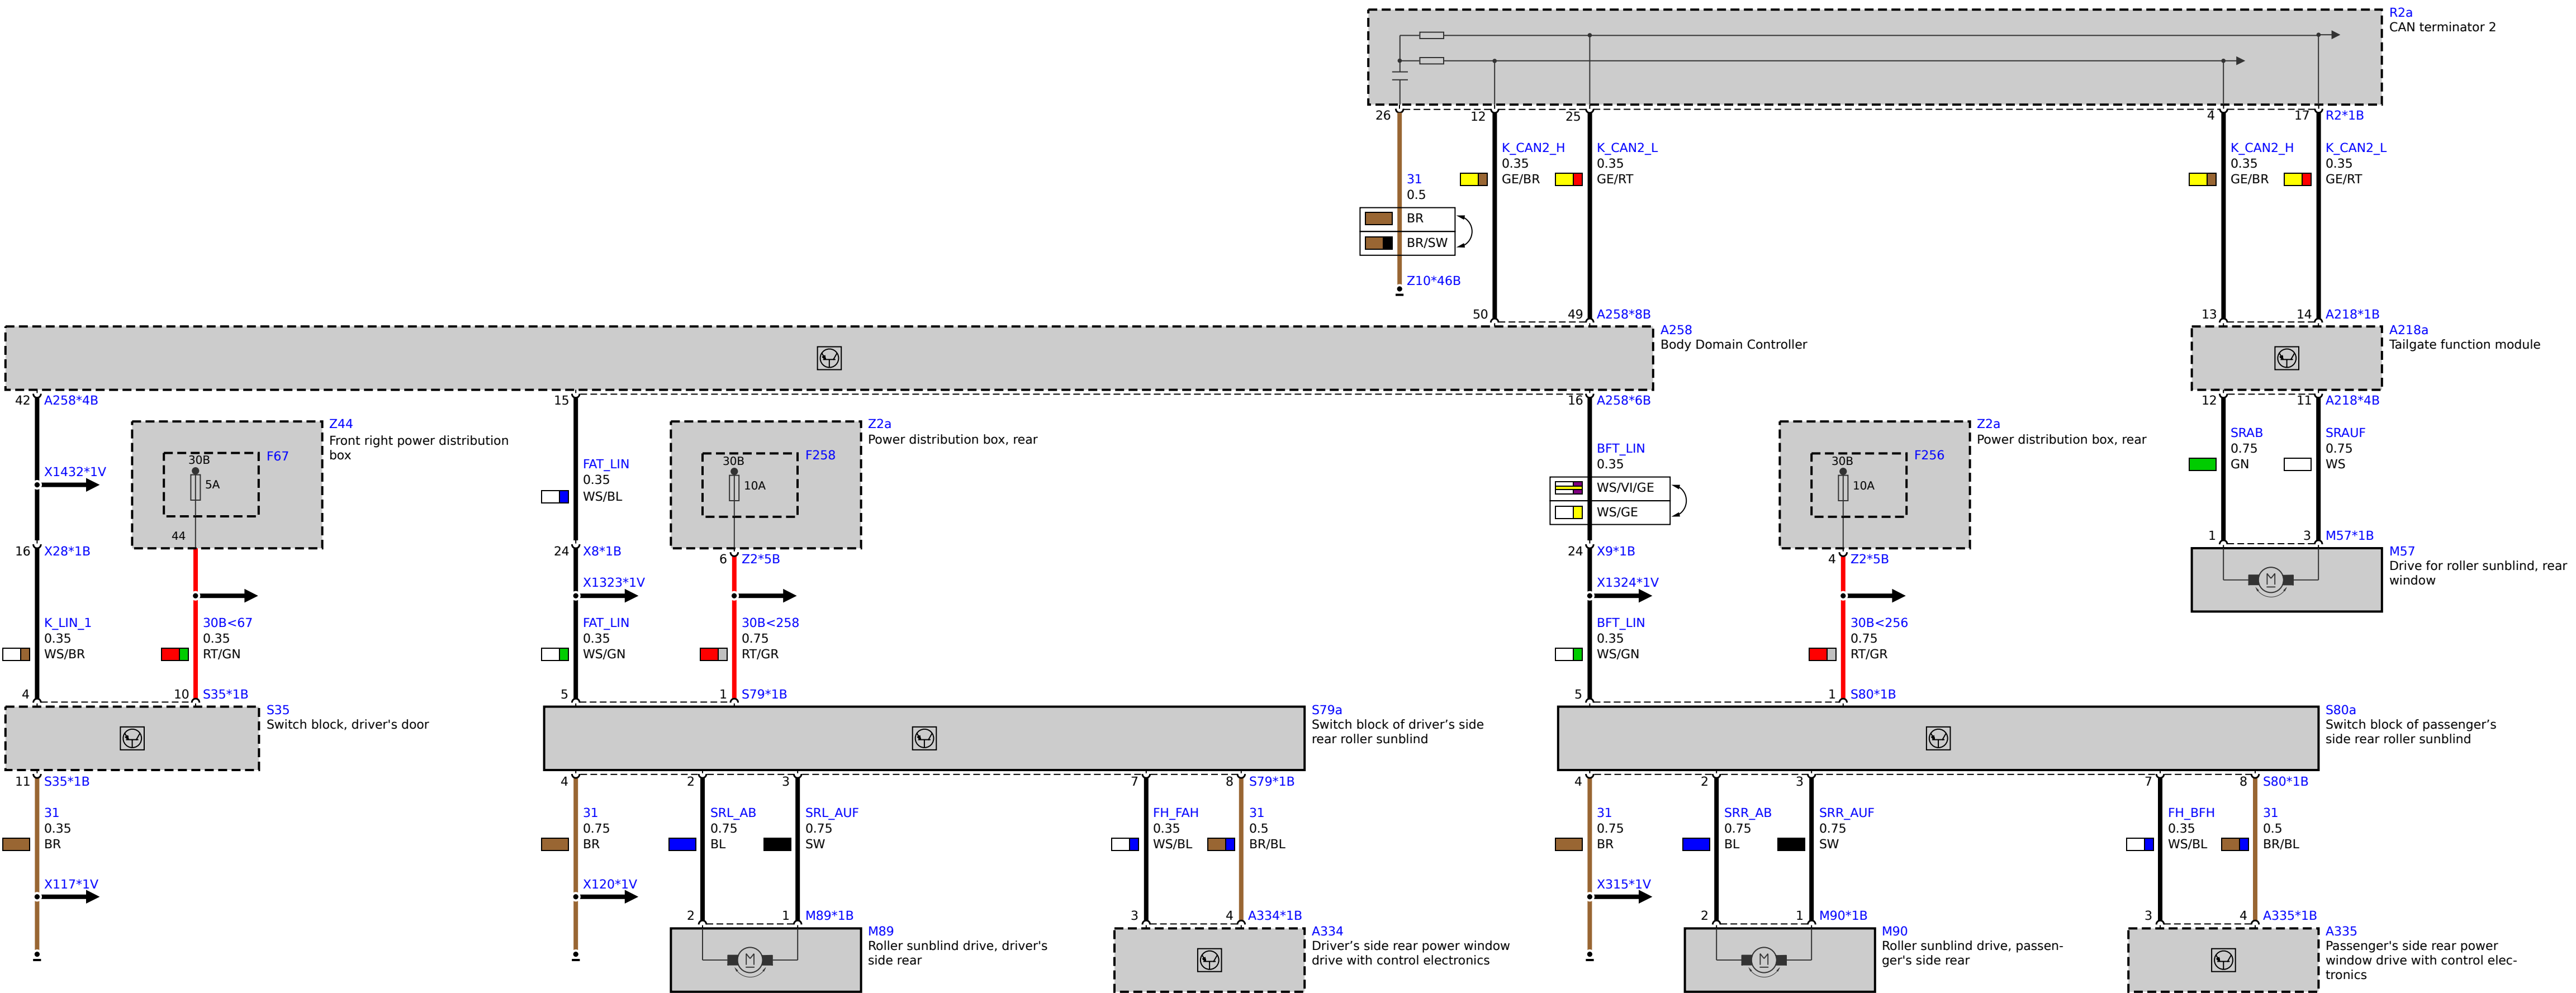 R2a
CAN terminator 2
26
12
25
4
17
R2*1B
K_CAN2_H
0.35
GE/BR
K_CAN2_L
0.35
GE/RT
K_CAN2_H
0.35
GE/BR
K_CAN2_L
0.35
GE/RT
31
0.5
BR
BR/SW
Z10*46B
50
49
A258*8B
13
14
A218*1B
A258
Body Domain Controller
A218a
Tailgate function module
42
A258*4B
15
16
A258*6B
12
11
A218*4B
X1432*1V
Z44
Front right power distribution
box
30B
F67
5A
44
FAT_LIN
0.35
WS/BL
Z2a
Power distribution box, rear
30B
F258
10A
BFT_LIN
0.35
WS/VI/GE
WS/GE
Z2a
Power distribution box, rear
30B
F256
10A
SRAB
0.75
GN
SRAUF
0.75
WS
16
X28*1B
24
X8*1B
6
Z2*5B
24
X9*1B
4
Z2*5B
1
3
M57*1B
X1323*1V
X1324*1V
M57
Drive for roller sunblind, rear
window
M
K_LIN_1
0.35
WS/BR
30B<67
0.35
RT/GN
FAT_LIN
0.35
WS/GN
30B<258
0.75
RT/GR
BFT_LIN
0.35
WS/GN
30B<256
0.75
RT/GR
4
10
S35*1B
5
1
S79*1B
5
1
S80*1B
S35
Switch block, driver's door
S79a
Switch block of driver’s side
rear roller sunblind
S80a
Switch block of passenger’s
side rear roller sunblind
11
S35*1B
4
2
3
7
8
S79*1B
4
2
3
7
8
S80*1B
31
0.35
BR
31
0.75
BR
SRL_AB
0.75
BL
SRL_AUF
0.75
SW
FH_FAH
0.35
WS/BL
31
0.5
BR/BL
31
0.75
BR
SRR_AB
0.75
BL
SRR_AUF
0.75
SW
FH_BFH
0.35
WS/BL
31
0.5
BR/BL
X117*1V
X120*1V
X315*1V
2
1
M89*1B
3
4
A334*1B
2
1
M90*1B
3
4
A335*1B
M89
Roller sunblind drive, driver's
side rear
M
A334
Driver’s side rear power window
drive with control electronics
M90
Roller sunblind drive, passen-
ger's side rear
M
A335
Passenger's side rear power
window drive with control elec-
tronics